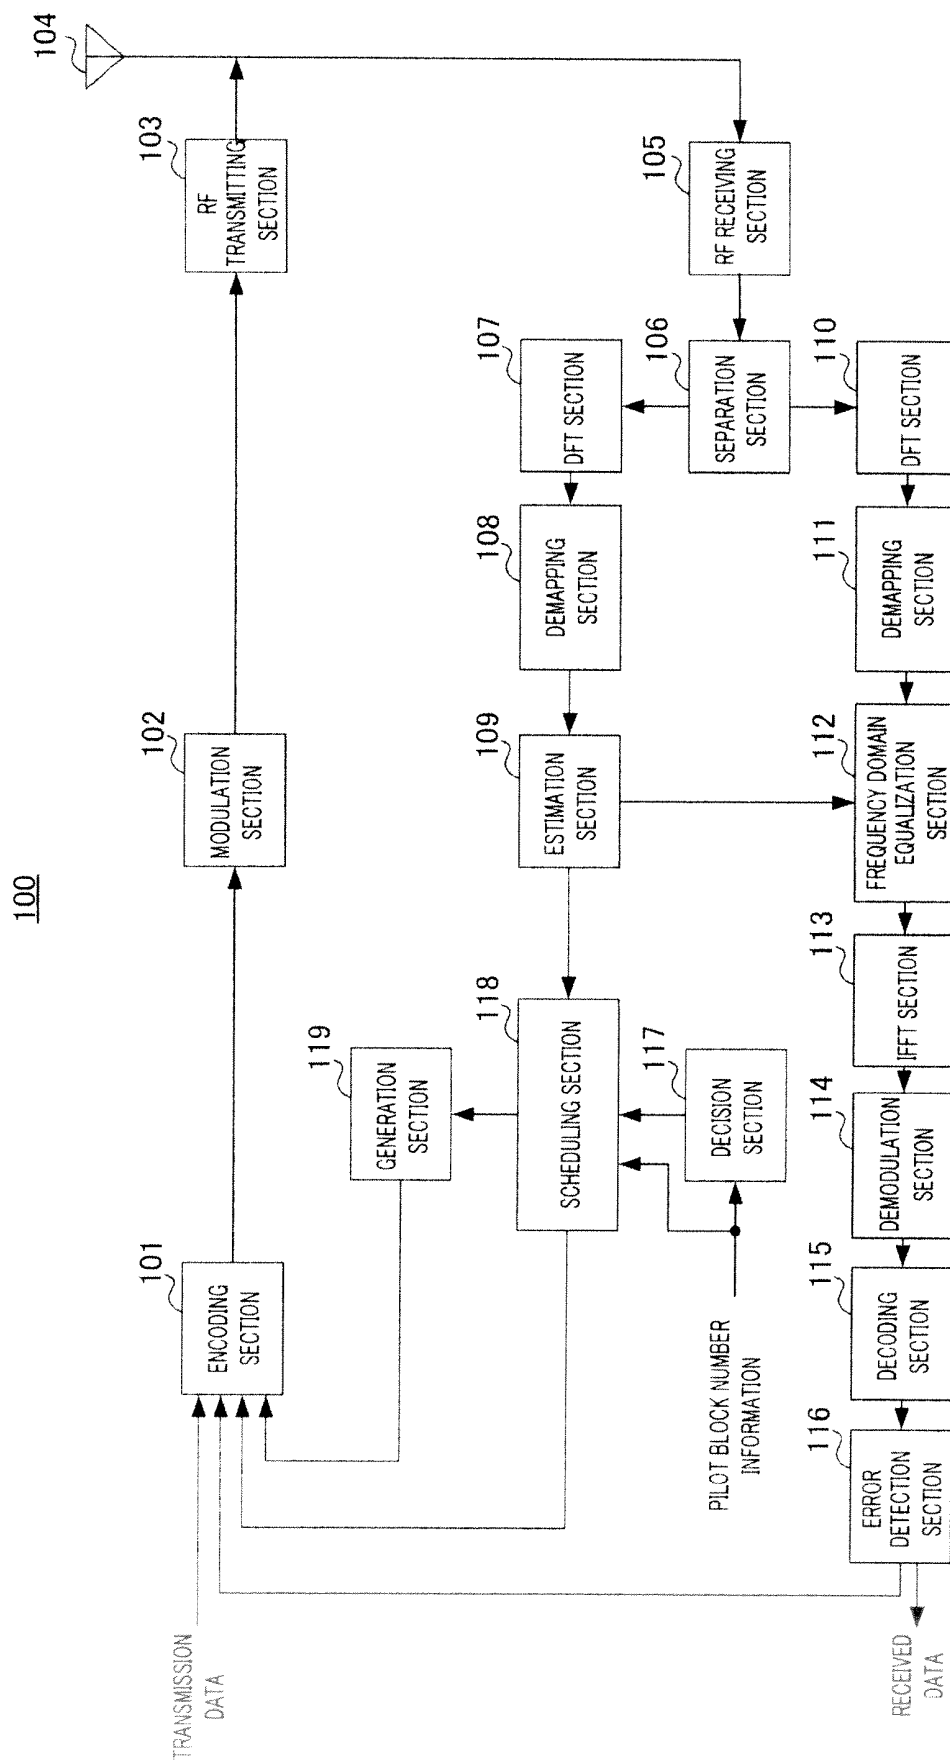 100
TRANSMISSION
DATA
101
ENCODING
SECTION
102
MODULATION
SECTION
103
RF
TRANSMITTING
SECTION
104
119
GENERATION
SECTION
118
SCHEDULING SECTION
109
ESTIMATION
SECTION
108
DEMAPPING
SECTION
107
DFT SECTION
105
RF RECEIVING
SECTION
106
SEPARATION
SECTION
117
DECISION
SECTION
PILOT BLOCK NUMBER
INFORMATION
RECEIVED
DATA
116
ERROR
DETECTION
SECTION
115
DECODING
SECTION
114
DEMODULATION
SECTION
113
IFFT SECTION
112
FREQUENCY DOMAIN
EQUALIZATION
SECTION
111
DEMAPPING
SECTION
110
DFT SECTION